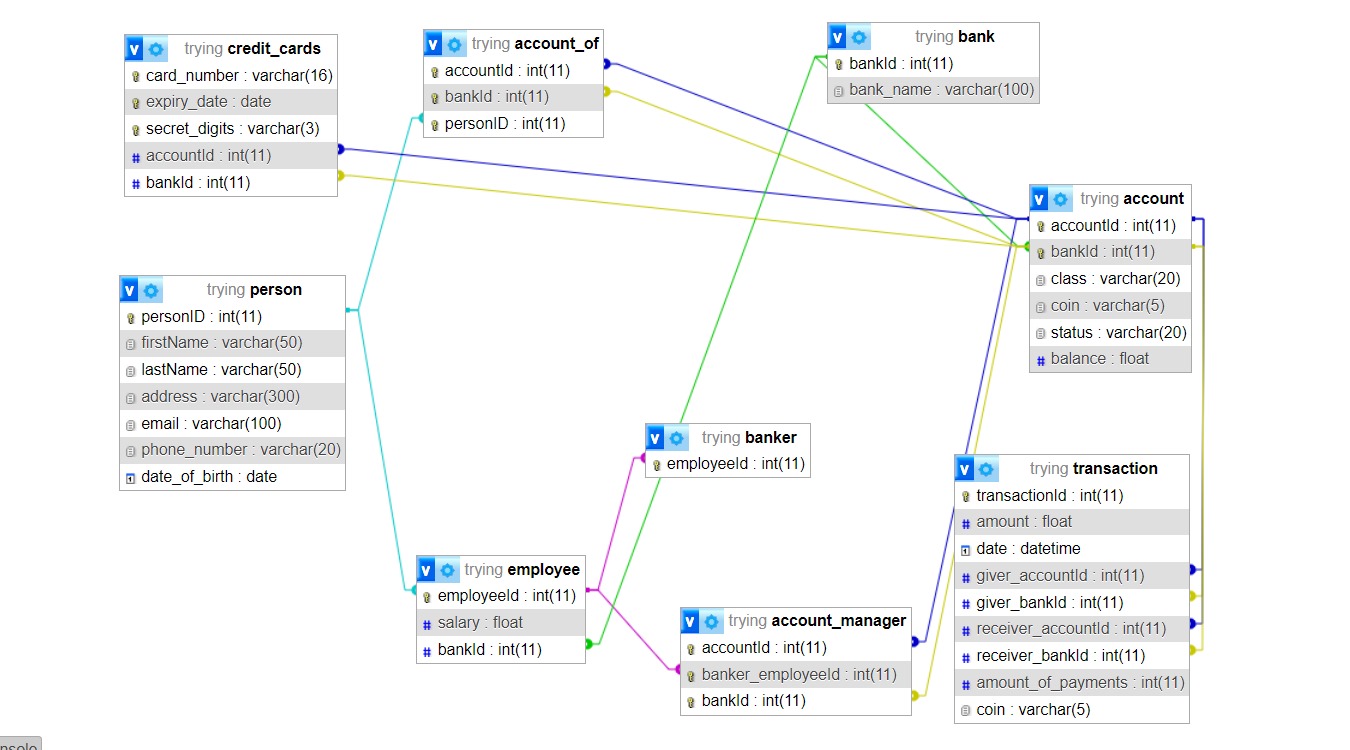 v trying credit_cards
card_number : varchar(16)
expiry_date : date
secret_digits : varchar(3)
# accountId : int(11)
# bankId : int(11)
v trying account_of
accountId : int(11)
bankId : int(11)
personID : int(11)
v trying bank
bankId : int(11)
bank_name : varchar(100)
v trying account
accountId : int(11)
bankId : int(11)
class : varchar(20)
coin : varchar(5)
status : varchar(20)
# balance : float
v trying person
personID : int(11)
firstName : varchar(50)
lastName : varchar(50)
address : varchar(300)
email : varchar(100)
phone_number : varchar(20)
date_of_birth : date
v trying banker
employeeId : int(11)
v trying employee
employeeId : int(11)
# salary : float
# bankId : int(11)
v trying account_manager
accountId : int(11)
banker_employeeId : int(11)
bankId : int(11)
v trying transaction
transactionId : int(11)
# amount : float
date : datetime
# giver_accountId : int(11)
# giver_bankId : int(11)
# receiver_accountId : int(11)
# receiver_bankId : int(11)
# amount_of_payments : int(11)
coin : varchar(5)
nsole